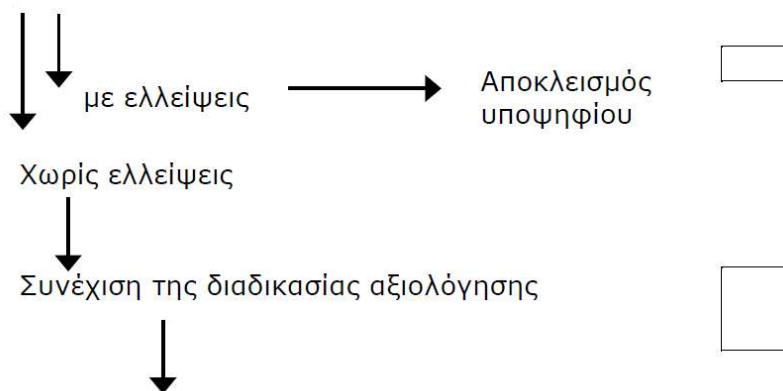 με ελλείψεις
Αποκλεισμός
υποψηφίου
Χωρίς ελλείψεις
Συνέχιση της διαδικασίας αξιολόγησης